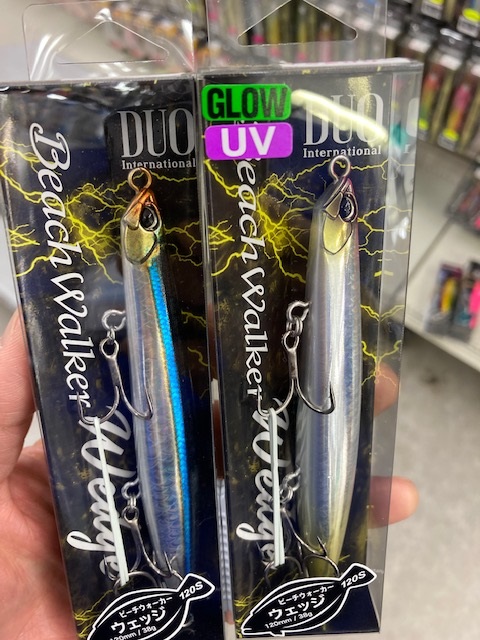 DUO
International
Beach Walker
Wedge
ビーチウォーカー
ウェッジ 120S
120mm / 38g
GLOW
UV
DUO
International
Beach Walker
Wedge
ビーチウォーカー
ウェッジ 120S
120mm / 38g